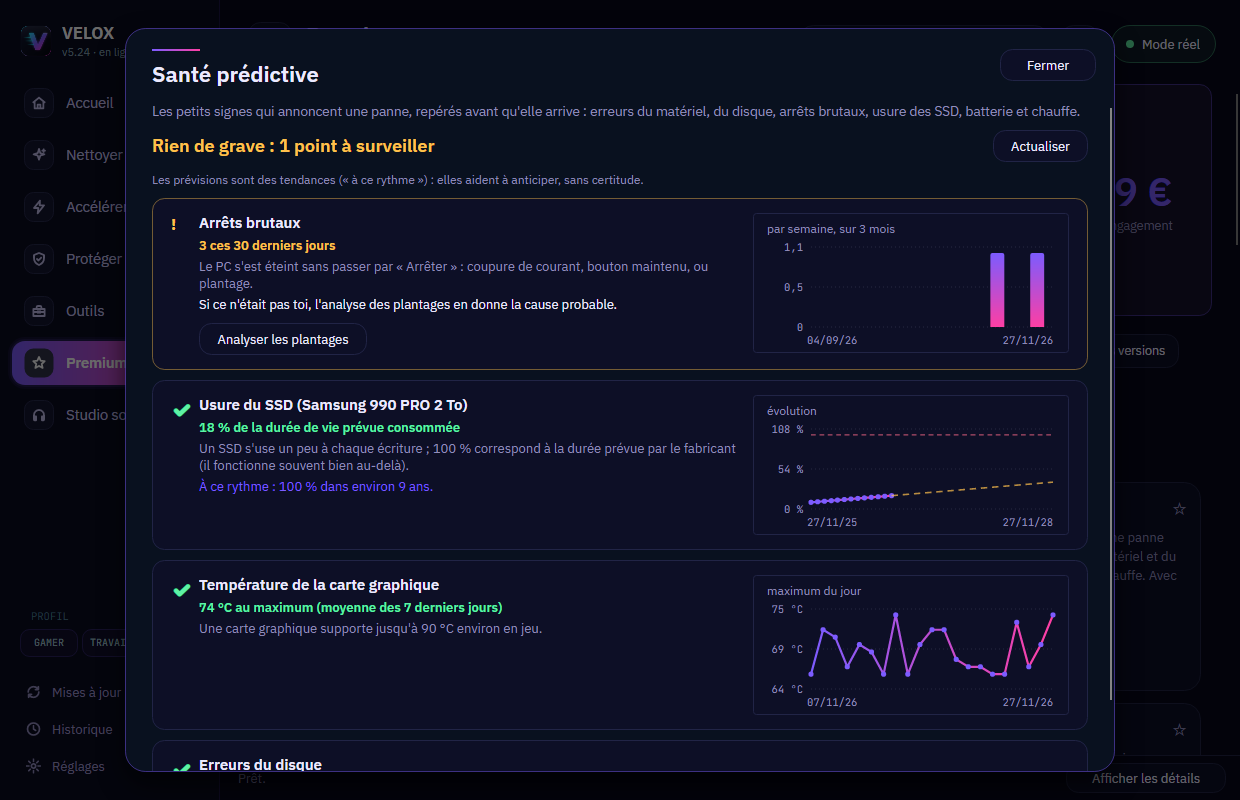 VELOX
v5.24 · en lig
Mode réel
Accueil
Nettoyer
Accélérer
Protéger
Outils
Premium
Studio so
PROFIL
GAMER
TRAVAI
Mises à jour
Historique
Réglages
Santé prédictive
Fermer
Les petits signes qui annoncent une panne, repérés avant qu'elle arrive : erreurs du matériel, du disque, arrêts brutaux, usure des SSD, batterie et chauffe.
Rien de grave : 1 point à surveiller
Actualiser
Les prévisions sont des tendances (« à ce rythme ») : elles aident à anticiper, sans certitude.
! Arrêts brutaux
3 ces 30 derniers jours
Le PC s'est éteint sans passer par « Arrêter » : coupure de courant, bouton maintenu, ou
plantage.
Si ce n'était pas toi, l'analyse des plantages en donne la cause probable.
Analyser les plantages
par semaine, sur 3 mois
1,1
0,5
0
04/09/26 27/11/26
Usure du SSD (Samsung 990 PRO 2 To)
18 % de la durée de vie prévue consommée
Un SSD s'use un peu à chaque écriture ; 100 % correspond à la durée prévue par le fabricant
(il fonctionne souvent bien au-delà).
À ce rythme : 100 % dans environ 9 ans.
évolution
108 %
54 %
0 %
27/11/25 27/11/28
Température de la carte graphique
74 °C au maximum (moyenne des 7 derniers jours)
Une carte graphique supporte jusqu'à 90 °C environ en jeu.
maximum du jour
75 °C
69 °C
64 °C
07/11/26 27/11/26
Erreurs du disque
9 €
gagement
versions
ne panne
tériel et du
auffe. Avec
Prêt.
Afficher les détails